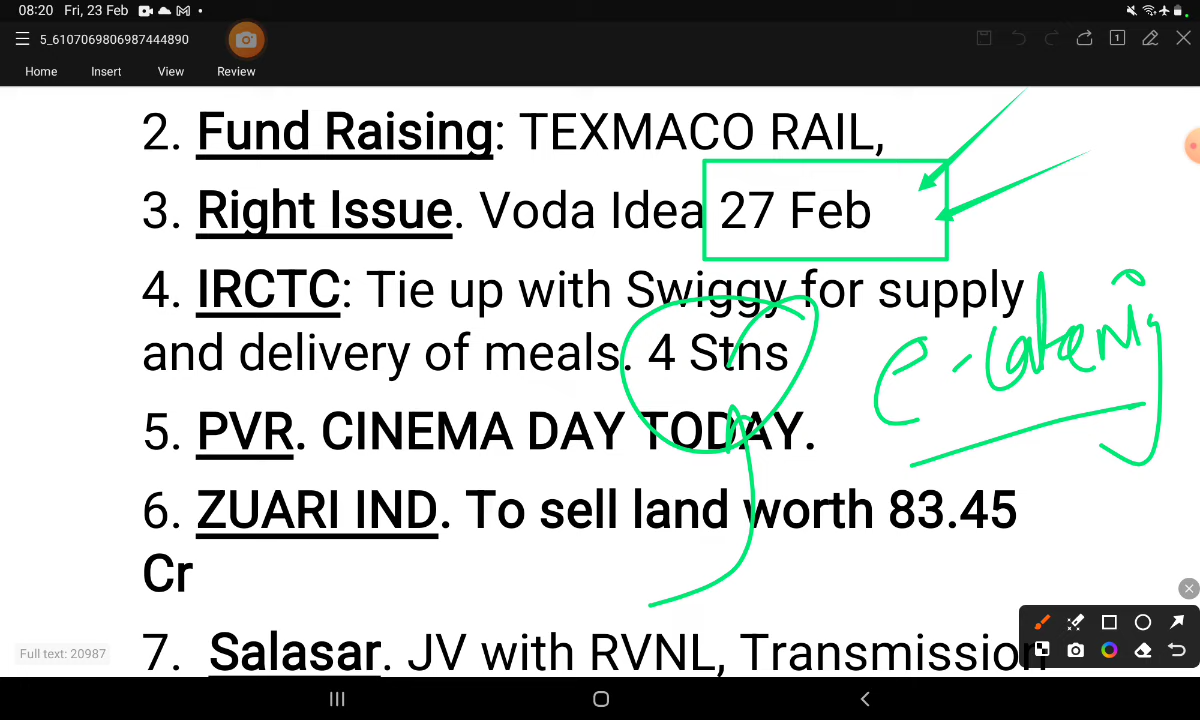 08:20 Fri, 23 Feb
5_6107069806987444890
1
Home Insert View Review
2. Fund Raising: TEXMACO RAIL,
3. Right Issue. Voda Idea 27 Feb
4. IRCTC: Tie up with Swiggy for supply
and delivery of meals. 4 Stns
e-catering
5. PVR. CINEMA DAY TODAY.
6. ZUARI IND. To sell land worth 83.45
Cr
7. Salasar. JV with RVNL, Transmission
Full text: 20987